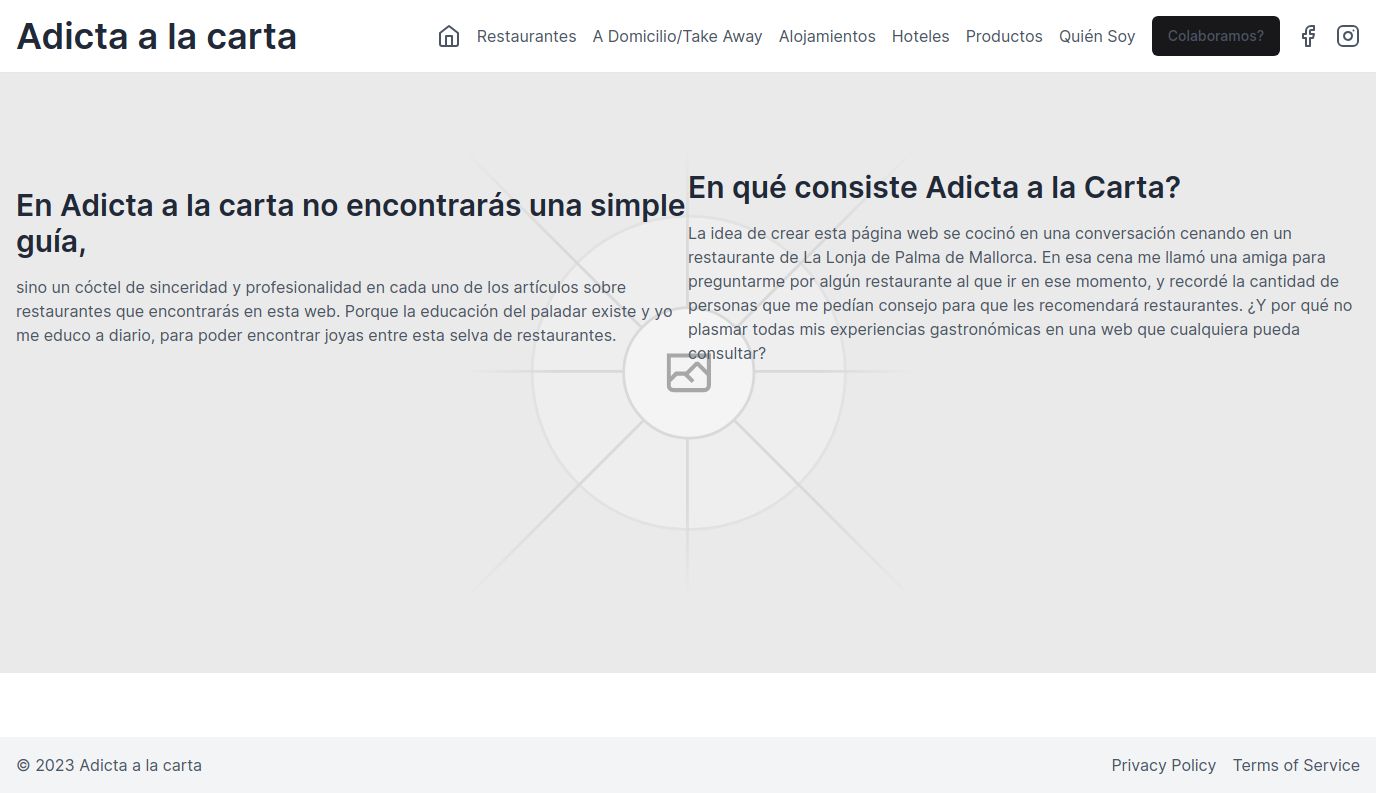 Adicta a la carta
Restaurantes A Domicilio/Take Away Alojamientos Hoteles Productos Quién Soy Colaboramos?
En Adicta a la carta no encontrarás una simple
guía,
sino un cóctel de sinceridad y profesionalidad en cada uno de los artículos sobre
restaurantes que encontrarás en esta web. Porque la educación del paladar existe y yo
me educo a diario, para poder encontrar joyas entre esta selva de restaurantes.
En qué consiste Adicta a la Carta?
La idea de crear esta página web se cocinó en una conversación cenando en un
restaurante de La Lonja de Palma de Mallorca. En esa cena me llamó una amiga para
preguntarme por algún restaurante al que ir en ese momento, y recordé la cantidad de
personas que me pedían consejo para que les recomendará restaurantes. ¿Y por qué no
plasmar todas mis experiencias gastronómicas en una web que cualquiera pueda
consultar?
© 2023 Adicta a la carta
Privacy Policy Terms of Service